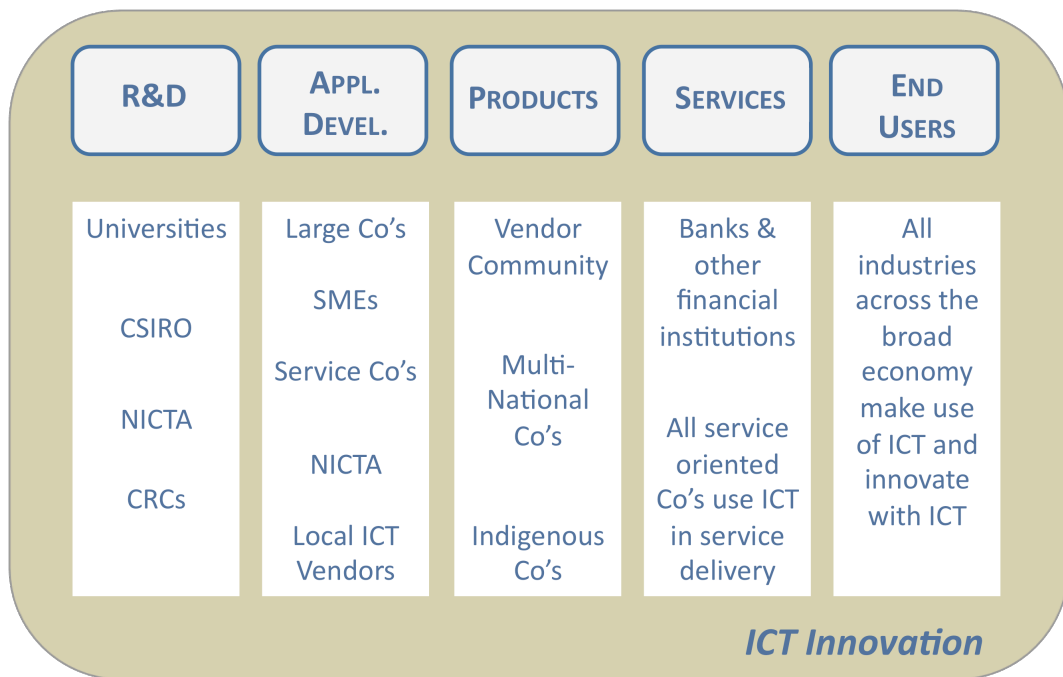 R&D
APPL.
DEVEL.
PRODUCTS
SERVICES
END
USERS
Universities
CSIRO
NICTA
CRCs
Large Co’s
SMEs
Service Co’s
NICTA
Local ICT
Vendors
Vendor
Community
Multi-
National
Co’s
Indigenous
Co’s
Banks &
other
financial
institutions
All service
oriented
Co’s use ICT
in service
delivery
All
industries
across the
broad
economy
make use
of ICT and
innovate
with ICT
ICT Innovation